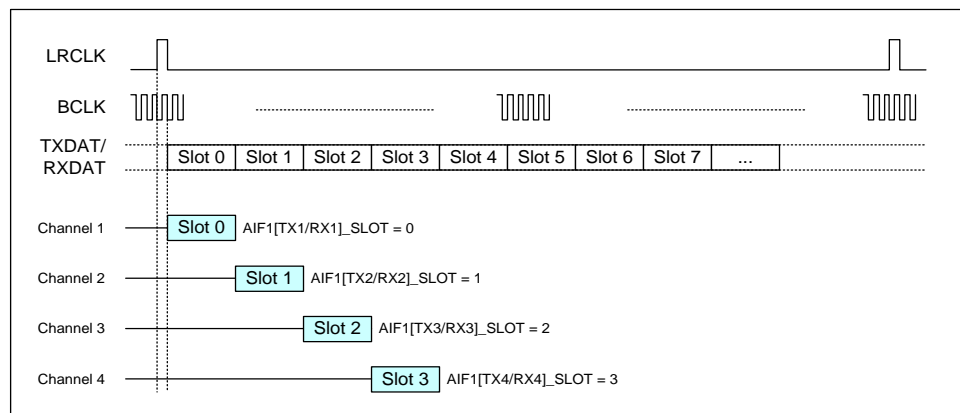 LRCLK
BCLK
TXDAT/
RXDAT
Slot 0 Slot 1 Slot 2 Slot 3 Slot 4 Slot 5 Slot 6 Slot 7 ...
Channel 1 Slot 0 AIF1[TX1/RX1]_SLOT = 0
Channel 2 Slot 1 AIF1[TX2/RX2]_SLOT = 1
Channel 3 Slot 2 AIF1[TX3/RX3]_SLOT = 2
Channel 4 Slot 3 AIF1[TX4/RX4]_SLOT = 3